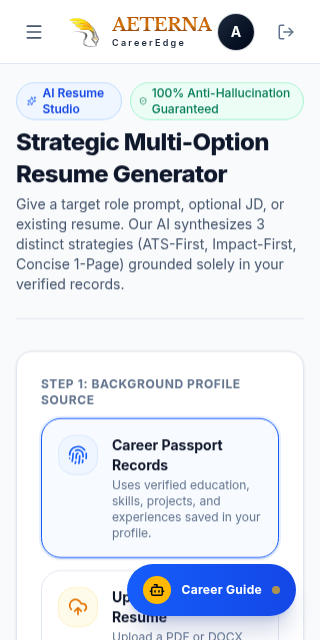 AETERNA
CareerEdge
A
AI Resume
Studio
100% Anti-Hallucination
Guaranteed
Strategic Multi-Option
Resume Generator
Give a target role prompt, optional JD, or
existing resume. Our AI synthesizes 3
distinct strategies (ATS-First, Impact-First,
Concise 1-Page) grounded solely in your
verified records.
STEP 1: BACKGROUND PROFILE
SOURCE
Career Passport
Records
Uses verified education,
skills, projects, and
experiences saved in your
profile.
Resume
Upload a PDF or DOCX
Career Guide